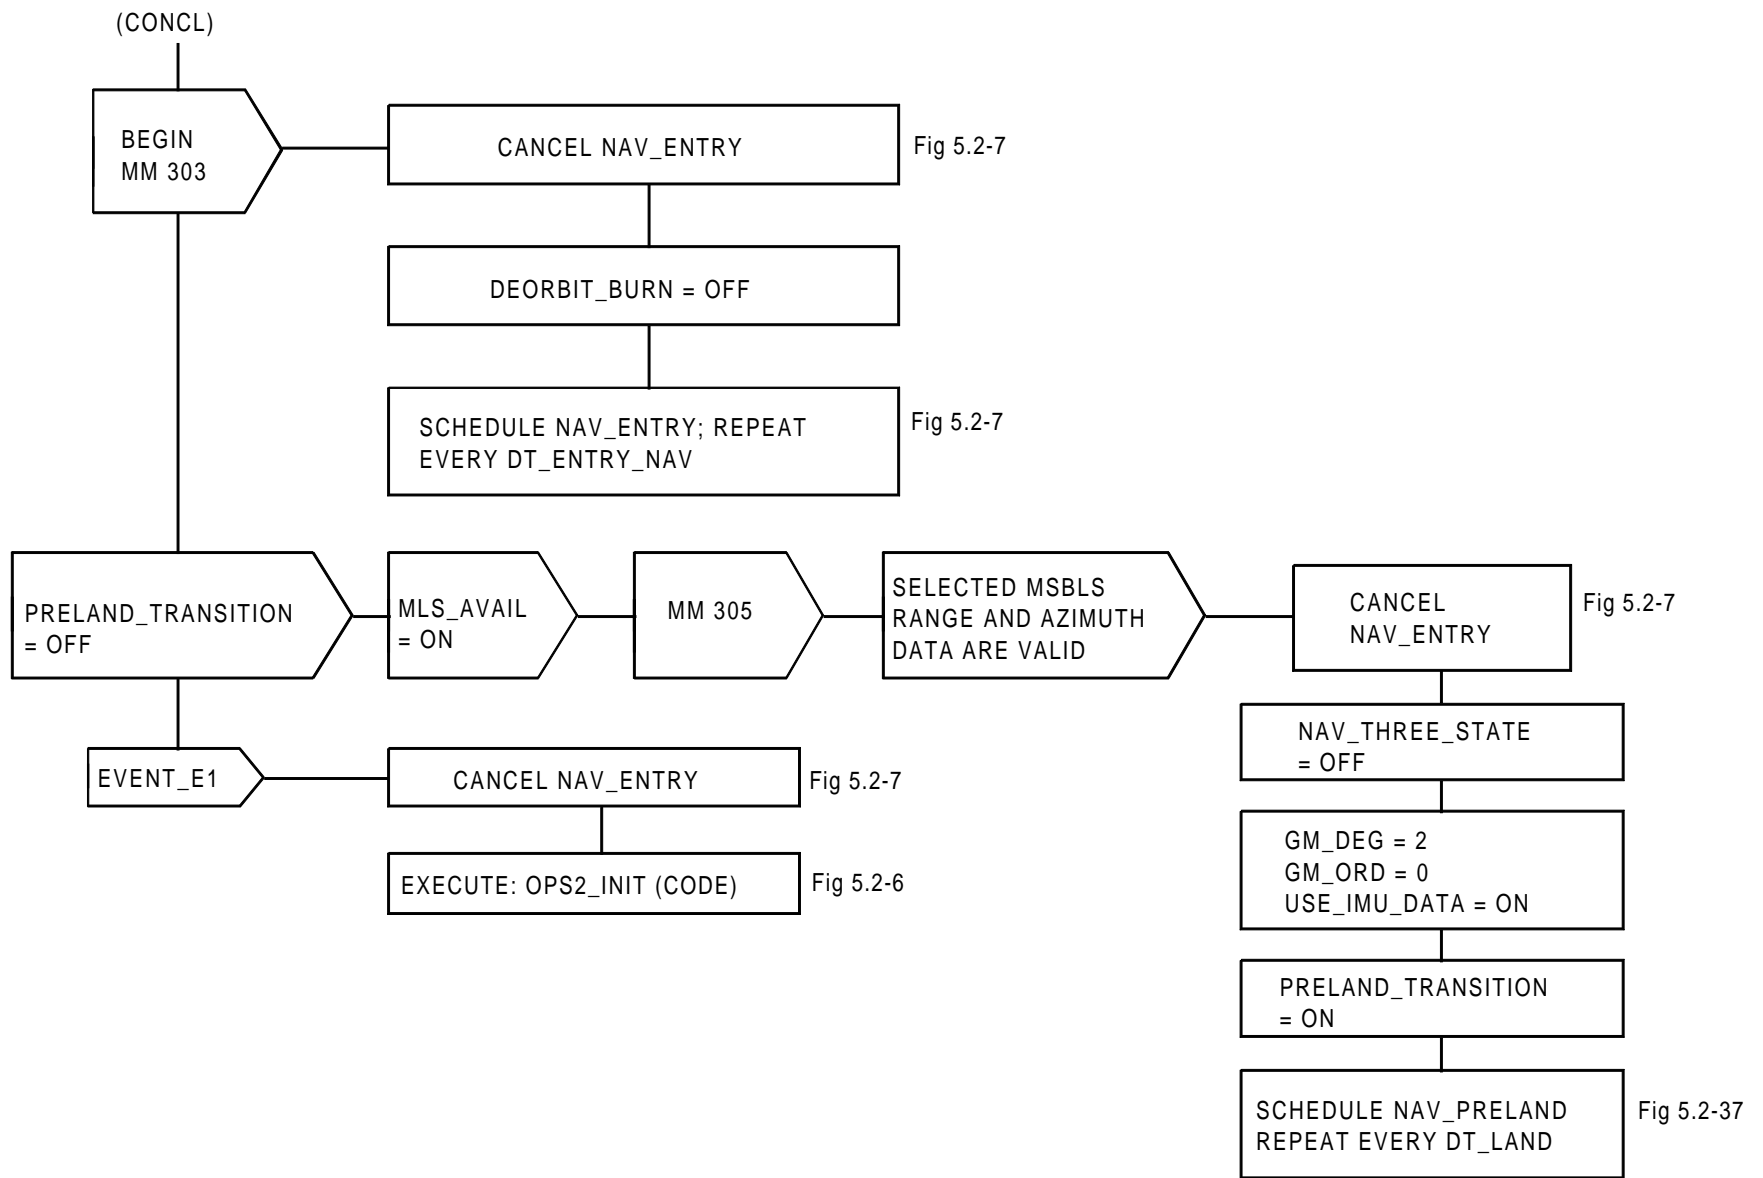 (CONCL)
BEGIN
MM 303
CANCEL NAV_ENTRY
Fig 5.2-7
DEORBIT_BURN = OFF
SCHEDULE NAV_ENTRY; REPEAT
EVERY DT_ENTRY_NAV
Fig 5.2-7
PRELAND_TRANSITION
= OFF
MLS_AVAIL
= ON
MM 305
SELECTED MSBLS
RANGE AND AZIMUTH
DATA ARE VALID
CANCEL
NAV_ENTRY
Fig 5.2-7
NAV_THREE_STATE
= OFF
GM_DEG = 2
GM_ORD = 0
USE_IMU_DATA = ON
PRELAND_TRANSITION
= ON
SCHEDULE NAV_PRELAND
REPEAT EVERY DT_LAND
Fig 5.2-37
EVENT_E1
CANCEL NAV_ENTRY
Fig 5.2-7
EXECUTE: OPS2_INIT (CODE)
Fig 5.2-6